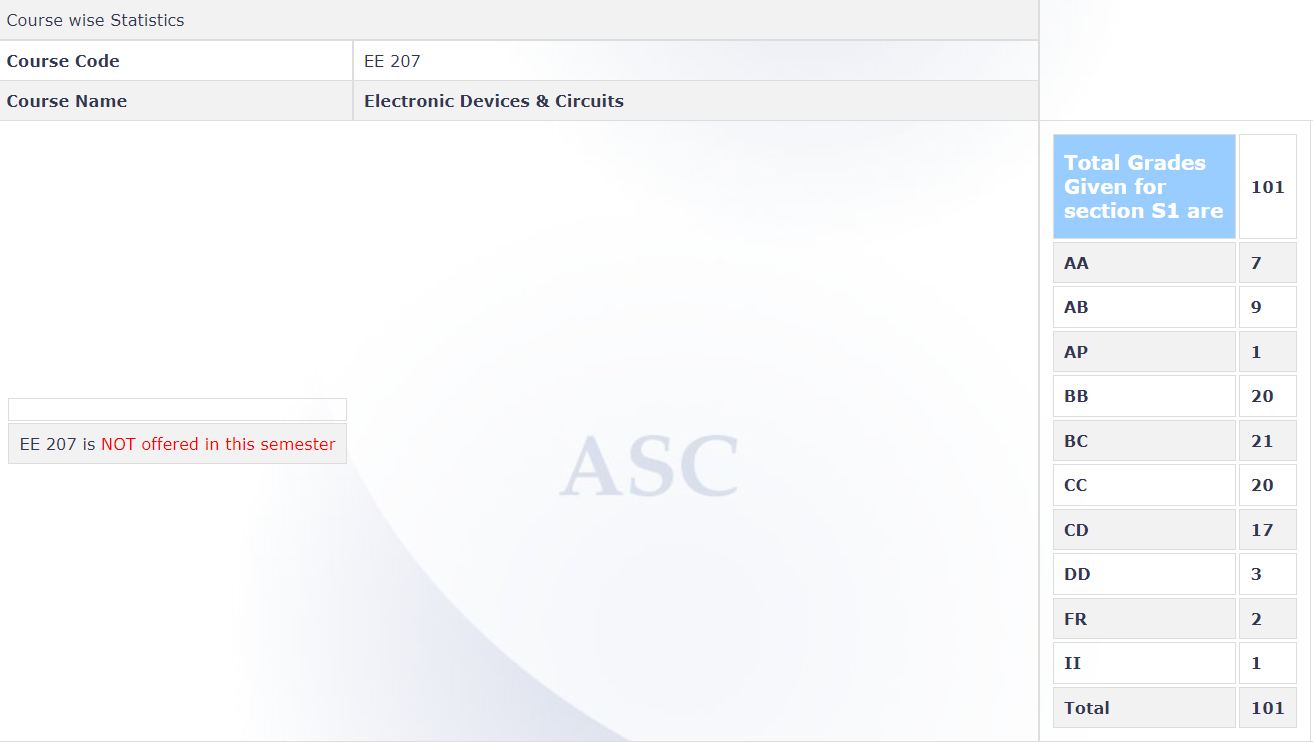 Course wise Statistics
Course Code EE 207
Course Name Electronic Devices & Circuits
EE 207 is NOT offered in this semester
ASC
Total Grades
Given for
section S1 are
101
AA 7
AB 9
AP 1
BB 20
BC 21
CC 20
CD 17
DD 3
FR 2
II 1
Total 101